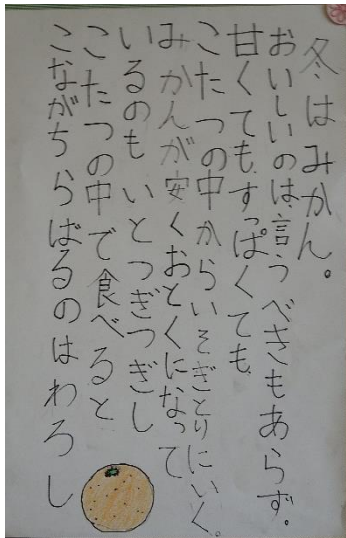 冬はみかん。
おいしいのは、言うべきもあらず。
甘くても、すっぱくても、
こたつの中からいそぎとりにいく。
みかんが安くおとくになって
いるのも いとつぎつぎし
こたつの中で食べると
こながちらばるのはわろし